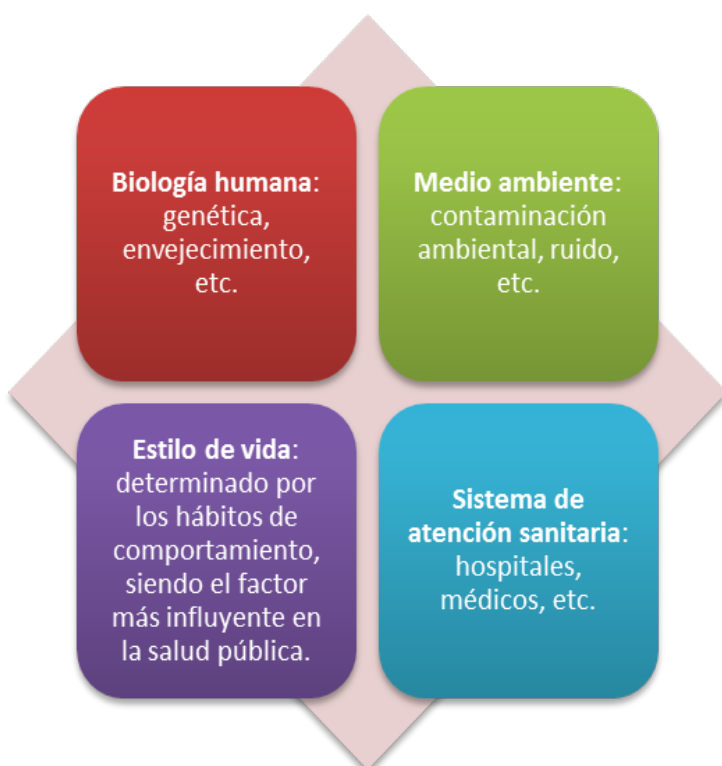 Biología humana:
genética,
envejecimiento,
etc.
Medio ambiente:
contaminación
ambiental, ruido,
etc.
Estilo de vida:
determinado por
los hábitos de
comportamiento,
siendo el factor
más influyente en
la salud pública.
Sistema de
atención sanitaria:
hospitales,
médicos, etc.